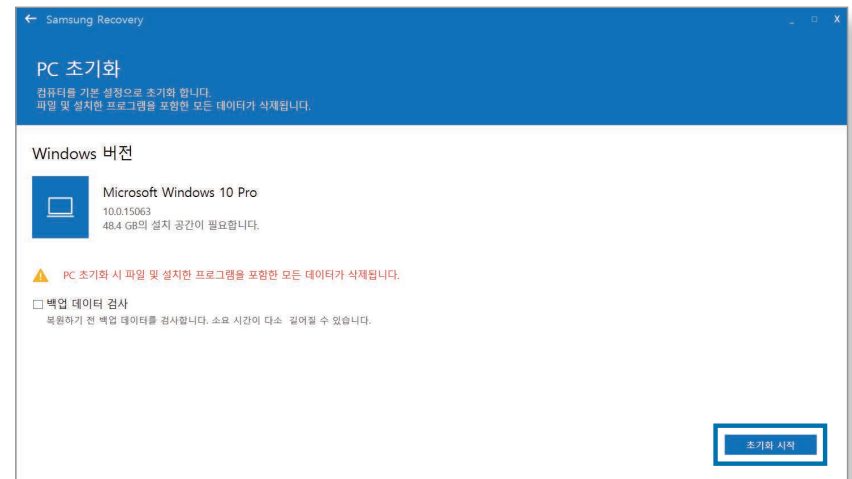 ← Samsung Recovery _ □ X
PC 초기화
컴퓨터를 기본 설정으로 초기화 합니다.
파일 및 설치한 프로그램을 포함한 모든 데이터가 삭제됩니다.
Windows 버전
Microsoft Windows 10 Pro
10.0.15063
48.4 GB의 설치 공간이 필요합니다.
PC 초기화 시 파일 및 설치한 프로그램을 포함한 모든 데이터가 삭제됩니다.
백업 데이터 검사
복원하기 전 백업 데이터를 검사합니다. 소요 시간이 다소 길어질 수 있습니다.
초기화 시작